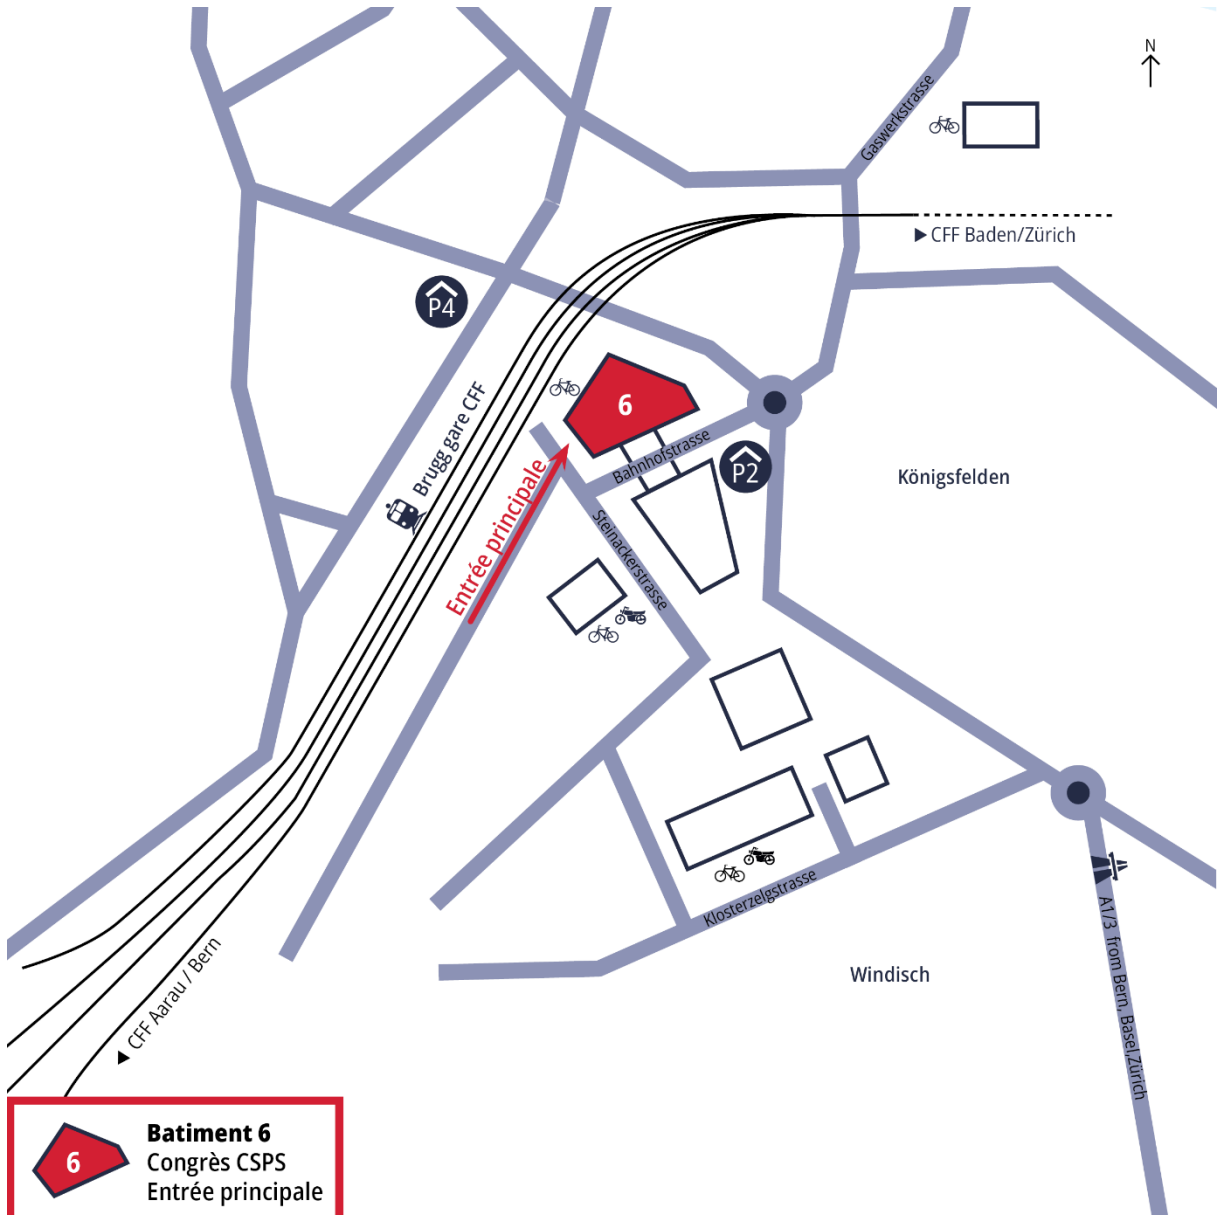 N
Gaswerkstrasse
CFF Baden/Zürich
P4
Brugg gare CFF
6
Bahnhofstrasse
P2
Königsfelden
Entrée principale
Steinackerstrasse
Klosterzelgstrasse
A1/3 from Bern, Basel,Zürich
CFF Aarau / Bern
Windisch
6
Batiment 6
Congrès CSPS
Entrée principale